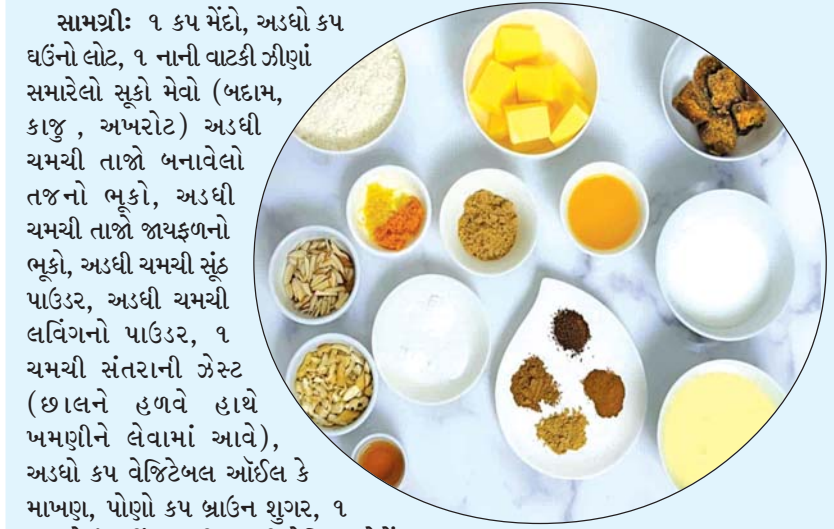 સામગ્રીઃ ૧ કપ મેંદો, અડધો કપ
ઘઉંનો લોટ, ૧ નાની વાટકી ઝીણાં
સમારેલો સૂકો મેવો (બદામ,
કાજુ , અખરોટ) અડધી
ચમચી તાજો બનાવેલો
તજનો ભૂકો, અડધી
ચમચી તાજો જાયફળનો
ભૂકો, અડધી ચમચી સૂંઠ
પાઉડર, અડધી ચમચી
લવિંગનો પાઉડર, ૧
ચમચી સંતરાની ઝેસ્ટ
(છાલને હળવે હાથે
ખમણીને લેવામાં આવે),
અડધો કપ વેજિટેબલ ઑઈલ કે
માખણ, પોણો કપ બ્રાઉન શુગર, ૧